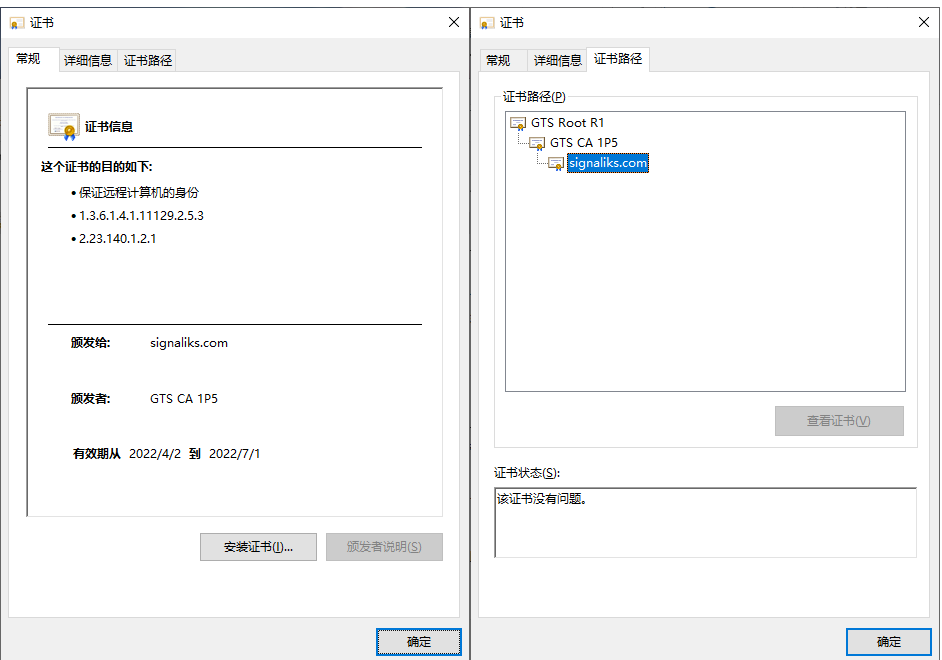 证书
常规
详细信息
证书路径
证书信息
这个证书的目的如下:
•保证远程计算机的身份
•1.3.6.1.4.1.11129.2.5.3
•2.23.140.1.2.1
颁发给: signaliks.com
颁发者: GTS CA 1P5
有效期从 2022/4/2 到 2022/7/1
安装证书(I)...
颁发者说明(S)
确定
证书
常规
详细信息
证书路径
证书路径(P)
GTS Root R1
GTS CA 1P5
signaliks.com
查看证书(V)
证书状态(S):
该证书没有问题。
确定